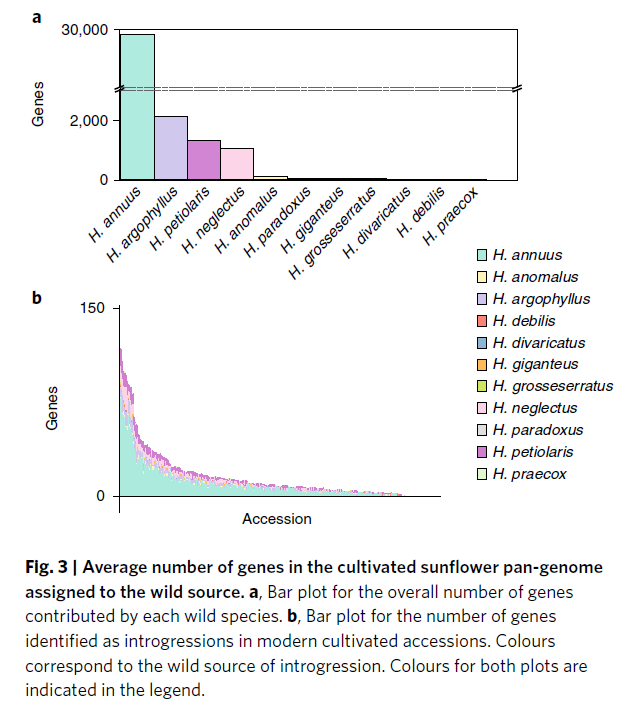 a
30,000
2,000
0
Genes
H. annuus
H. argophyllus
H. petiolaris
H. neglectus
H. anomalus
H. paradoxus
H. giganteus
H. grosseserratus
H. divaricatus
H. debilis
H. praecox
b
150
0
Genes
Accession
H. annuus
H. anomalus
H. argophyllus
H. debilis
H. divaricatus
H. giganteus
H. grosseserratus
H. neglectus
H. paradoxus
H. petiolaris
H. praecox
Fig. 3 | Average number of genes in the cultivated sunflower pan-genome
assigned to the wild source. a, Bar plot for the overall number of genes
contributed by each wild species. b, Bar plot for the number of genes
identified as introgressions in modern cultivated accessions. Colours
correspond to the wild source of introgression. Colours for both plots are
indicated in the legend.